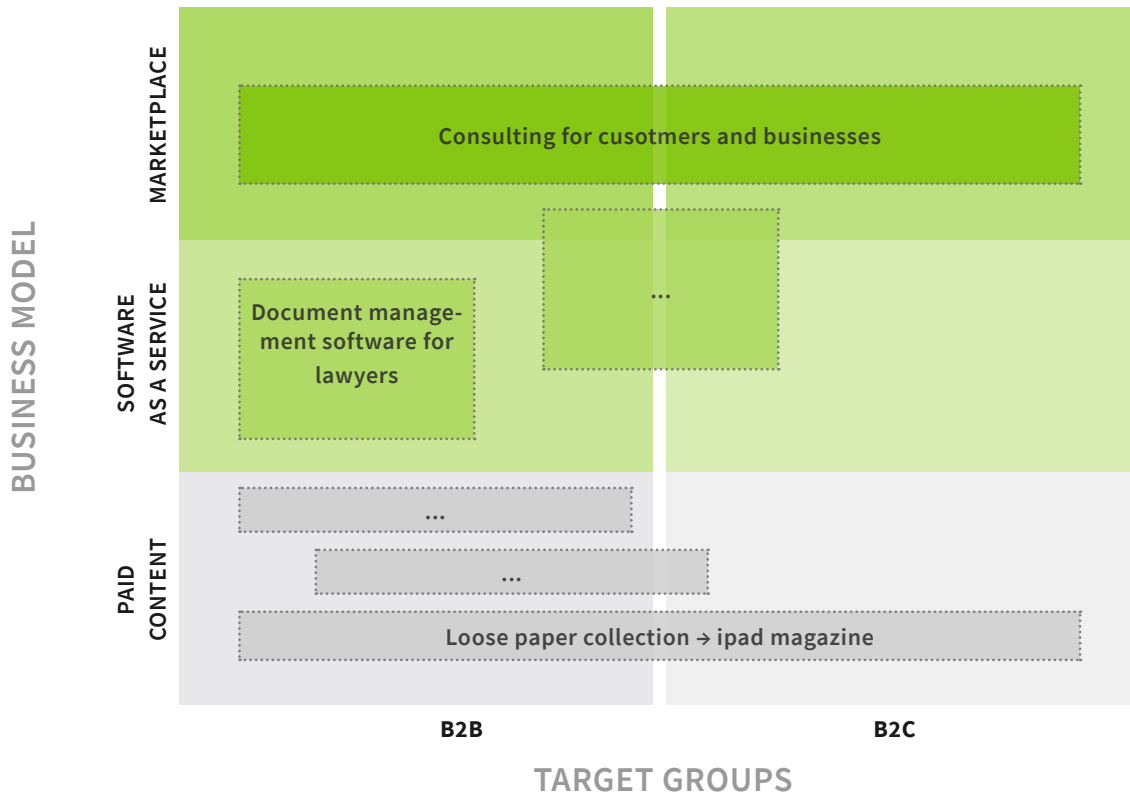 BUSINESS MODEL
MARKETPLACE
Consulting for cusotmers and businesses
SOFTWARE
AS A SERVICE
...
Document manage-
ment software for
lawyers
PAID
CONTENT
...
...
Loose paper collection → ipad magazine
B2B
B2C
TARGET GROUPS